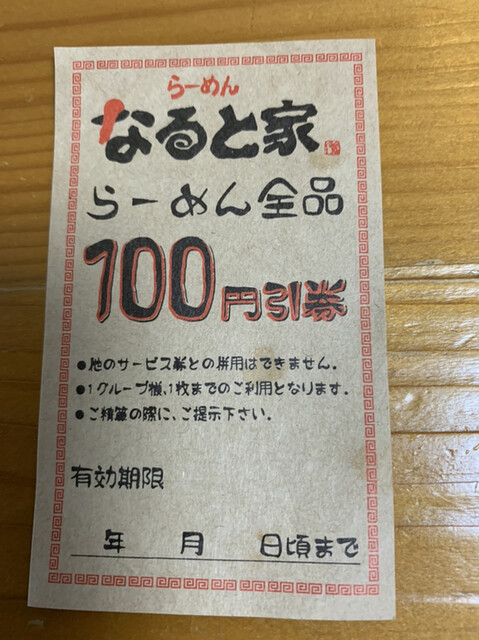 らーめん
なると家
らーめん全品
100円引券
●他のサービス券との併用はできません。
●1グループ様、1枚までのご利用となります。
●ご精算の際に、ご提示下さい。
有効期限
年 月 日頃まで